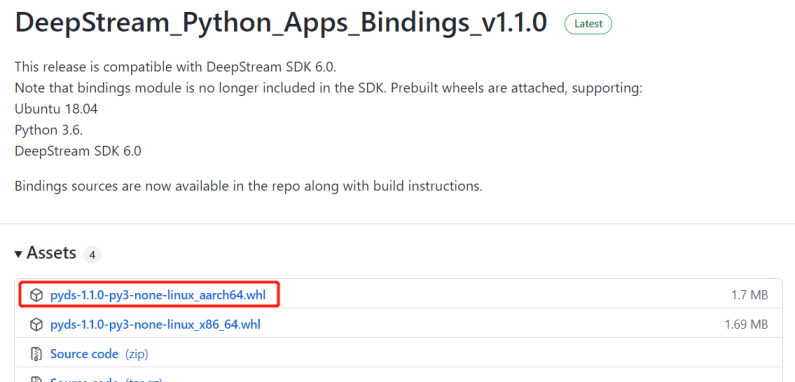 DeepStream_Python_Apps_Bindings_v1.1.0 Latest
This release is compatible with DeepStream SDK 6.0.
Note that bindings module is no longer included in the SDK. Prebuilt wheels are attached, supporting:
Ubuntu 18.04
Python 3.6.
DeepStream SDK 6.0
Bindings sources are now available in the repo along with build instructions.
Assets 4
pyds-1.1.0-py3-none-linux_aarch64.whl 1.7 MB
pyds-1.1.0-py3-none-linux_x86_64.whl 1.69 MB
Source code (zip)
Source code (tar.gz)